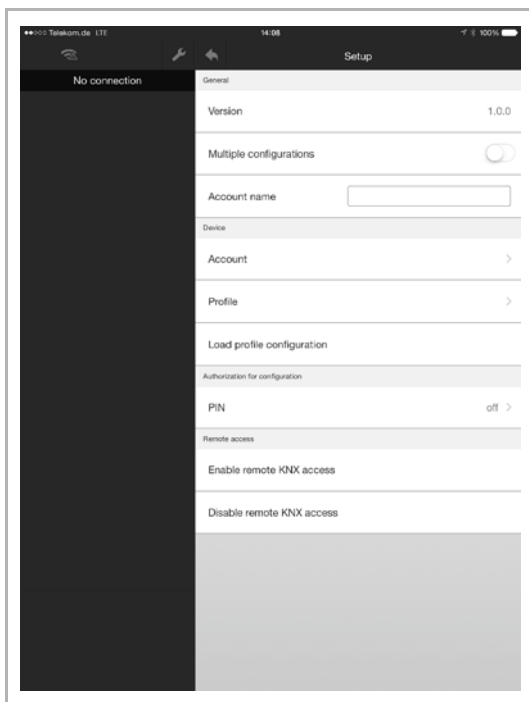 Telekom.de LTE 14:08 100%
Setup
No connection
General
Version 1.0.0
Multiple configurations
Account name
Device
Account
Profile
Load profile configuration
Authorization for configuration
PIN off
Remote access
Enable remote KNX access
Disable remote KNX access